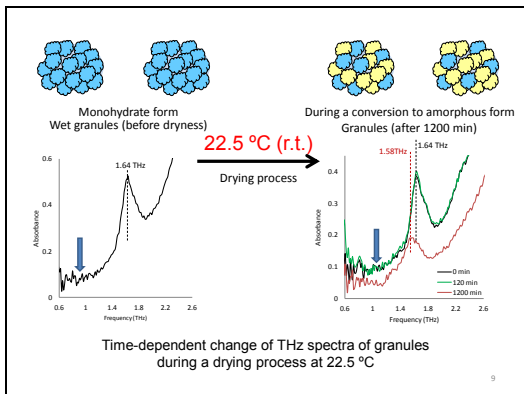 Monohydrate form
Wet granules (before dryness)
22.5 ºC (r.t.)
Drying process
During a conversion to amorphous form
Granules (after 1200 min)
1.64 THz
0.6
0.4
0.2
0
Absorbance
0.6 1 1.4 1.8 2.2 2.6
Frequency (THz)
1.58THz
1.64 THz
0.6
0.4
0.2
0
Absorbance
0 min
120 min
1200 min
0.6 1 1.4 1.8 2.2 2.6
Frequency (THz)
Time-dependent change of THz spectra of granules
during a drying process at 22.5 ºC
9